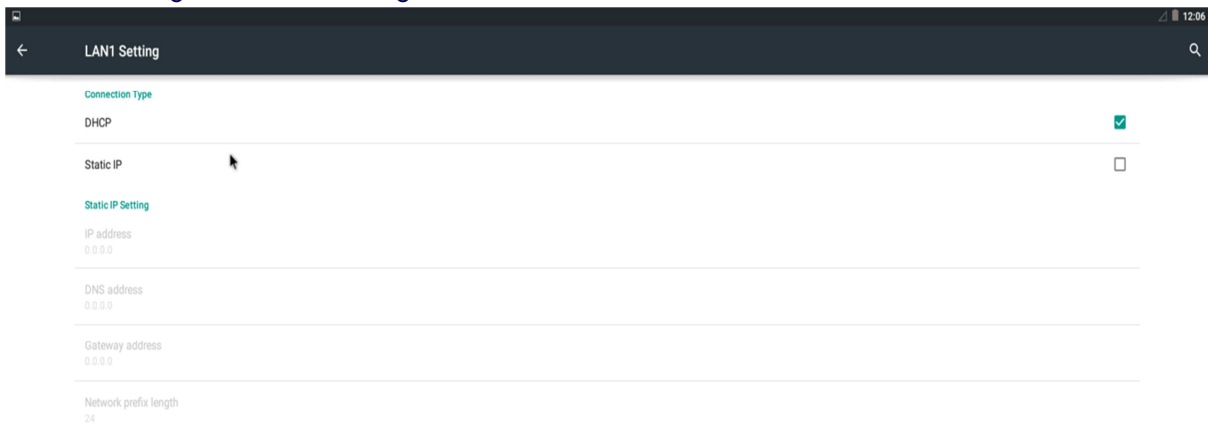 12:06
LAN1 Setting
Connection Type
DHCP
Static IP
Static IP Setting
IP address
0.0.0.0
DNS address
0.0.0.0
Gateway address
0.0.0.0
Network prefix length
24